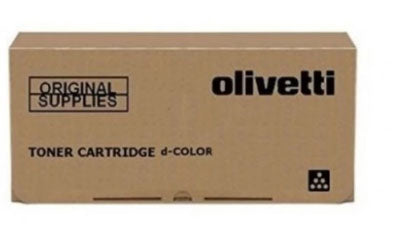 ORIGINAL
SUPPLIES
olivetti
TONER CARTRIDGE d-COLOR